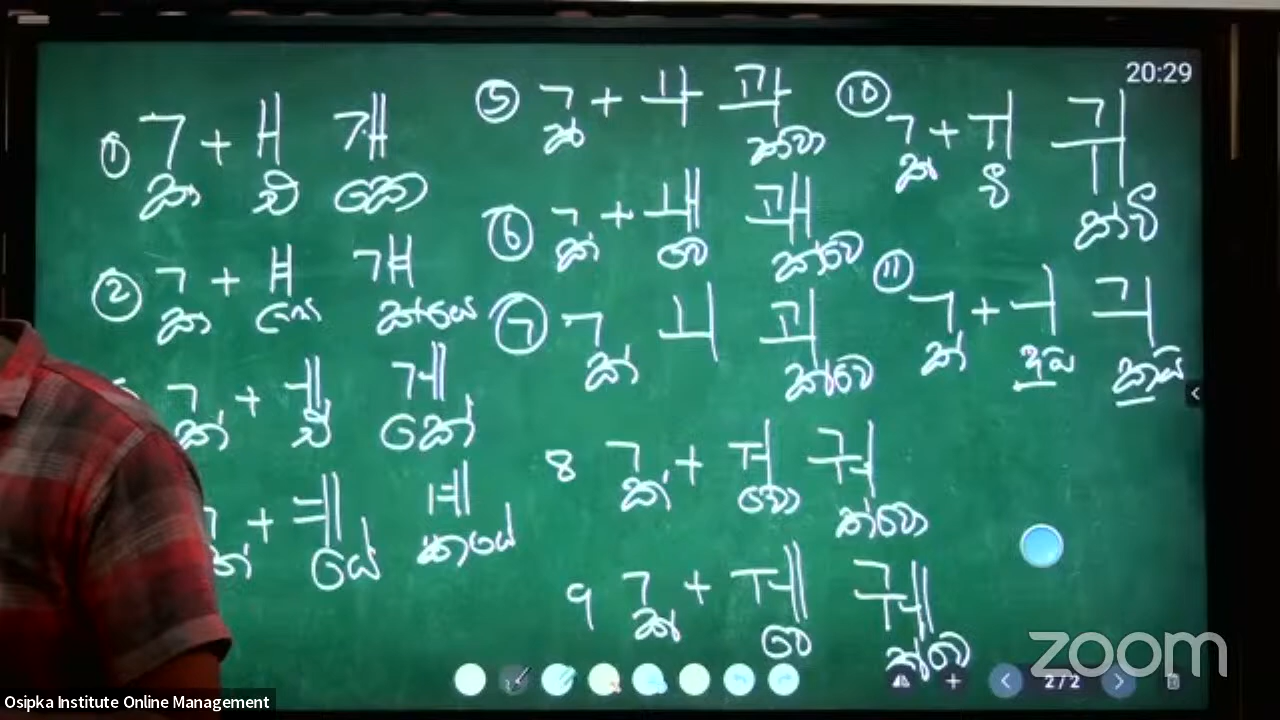 20:29
① ㄱ + ㅐ 개
ක් එ කෙ
② ㄱ + ㅒ 걔
ක් යෙ ක්යෙ
ㄱ + ㅔ 게
ක් ඒ කේ
ㄱ + ㅖ ㅖ
ක් යේ ක්යේ
⑤ ㄱ + ㅘ 과
ක් ක්වා
⑥ ㄱ + ㅙ 괘
ක් වෙ ක්වෙ
⑦ ㄱ ㅚ 괴
ක් ක්වෙ
8 ㄱ + ㅝ 궈
ක් වො ක්වො
9 ㄱ + ㅞ 궤
ක් වෙ ක්වෙ
⑩ ㄱ + ㅟ 귀
ක් වී ක්වී
⑪ ㄱ + ㅢ 긔
ක්
zoom
2/2
Osipka Institute Online Management